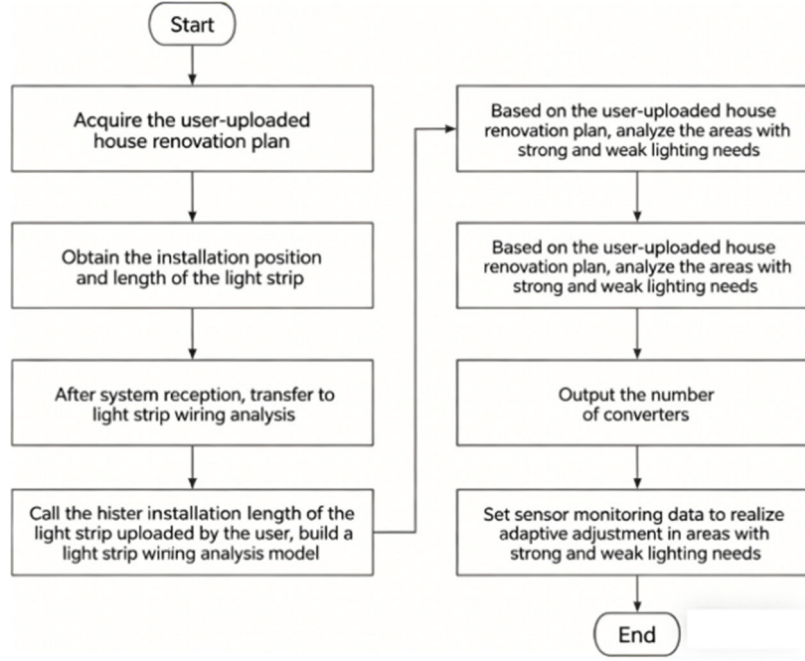 Start
Acquire the user-uploaded
house renovation plan
Obtain the installation position
and length of the light strip
After system reception, transfer to
light strip wiring analysis
Call the hister installation length of the
light strip uploaded by the user, build a
light strip wining analysis model
Based on the user-uploaded house
renovation plan, analyze the areas with
strong and weak lighting needs
Based on the user-uploaded house
renovation plan, analyze the areas with
strong and weak lighting needs
Output the number
of converters
Set sensor monitoring data to realize
adaptive adjustment in areas with
strong and weak lighting needs
End